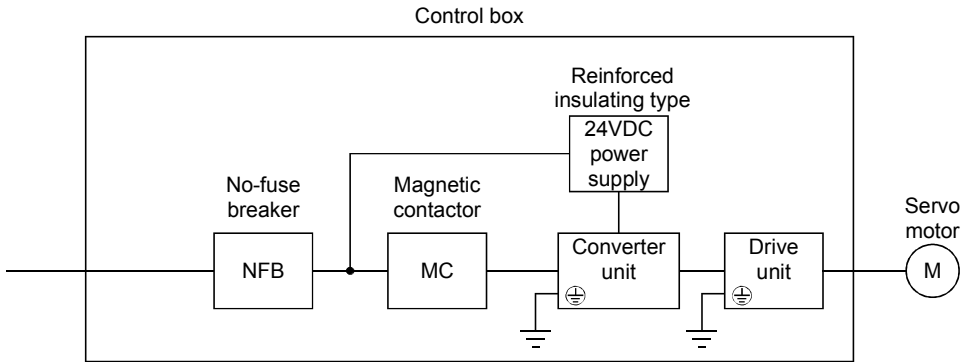 Control box
Reinforced
insulating type
24VDC
power
supply
No-fuse
breaker
Magnetic
contactor
Servo
motor
NFB
MC
Converter
unit
Drive
unit
M